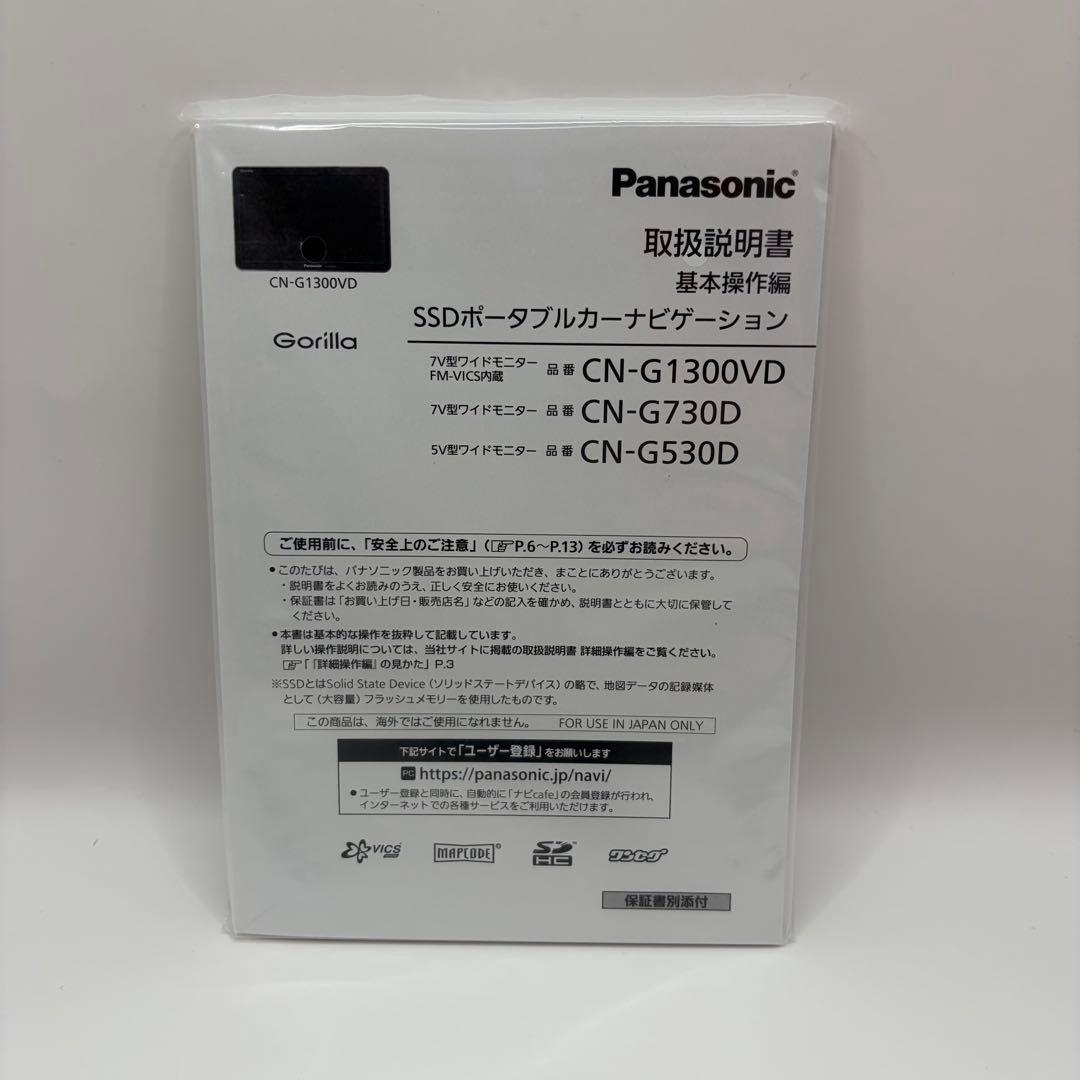 Panasonic
取扱説明書
基本操作編
SSDポータブルカーナビゲーション
Panasonic
CN-G1300VD
Gorilla
7V型ワイドモニター
FM-VICS内蔵 品番 CN-G1300VD
7V型ワイドモニター 品番 CN-G730D
5V型ワイドモニター 品番 CN-G530D
ご使用前に、「安全上のご注意」(P.6～P.13)を必ずお読みください。
●このたびは、パナソニック製品をお買い上げいただき、まことにありがとうございます。
・説明書をよくお読みのうえ、正しく安全にお使いください。
・保証書は「お買い上げ日・販売店名」などの記入を確かめ、説明書とともに大切に保管して
ください。
●本書は基本的な操作を抜粋して記載しています。
詳しい操作説明については、当社サイトに掲載の取扱説明書 詳細操作編をご覧ください。
「『詳細操作編』の見かた」P.3
※SSDとはSolid State Device（ソリッドステートデバイス）の略で、地図データの記録媒体
として（大容量）フラッシュメモリーを使用したものです。
この商品は、海外ではご使用になれません。 FOR USE IN JAPAN ONLY
下記サイトで「ユーザー登録」をお願いします
PC https://panasonic.jp/navi/
●ユーザー登録と同時に、自動的に「ナビcafe」の会員登録が行われ、
インターネットでの各種サービスをご利用いただけます。
VICS MAPCODE SDHC ワンセグ
保証書別添付